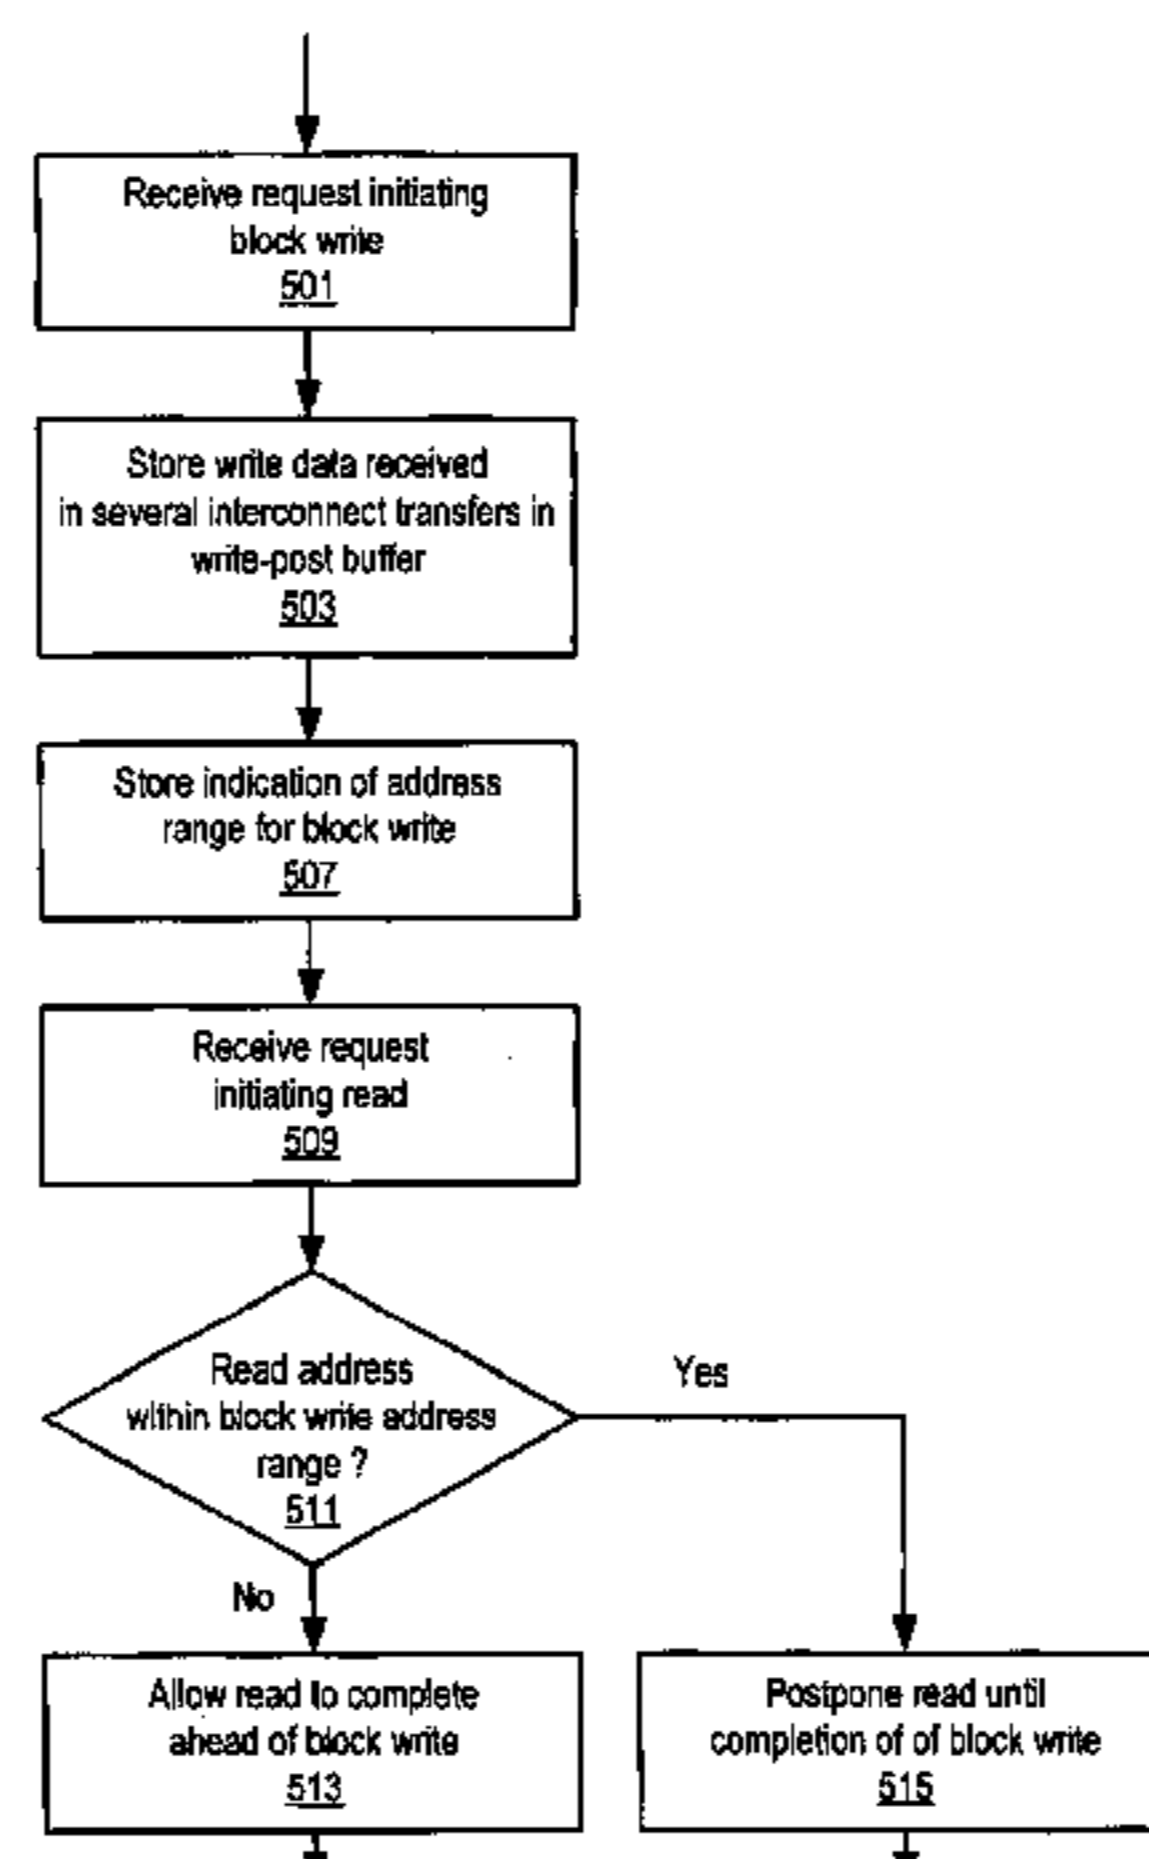 Receive request initiating
block write
501
Store write data received
in several interconnect transfers in
write-post buffer
503
Store indication of address
range for block write
507
Receive request
initiating read
509
Read address
within block write address
range ?
511
Yes
No
Allow read to complete
ahead of block write
513
Postpone read until
completion of of block write
515